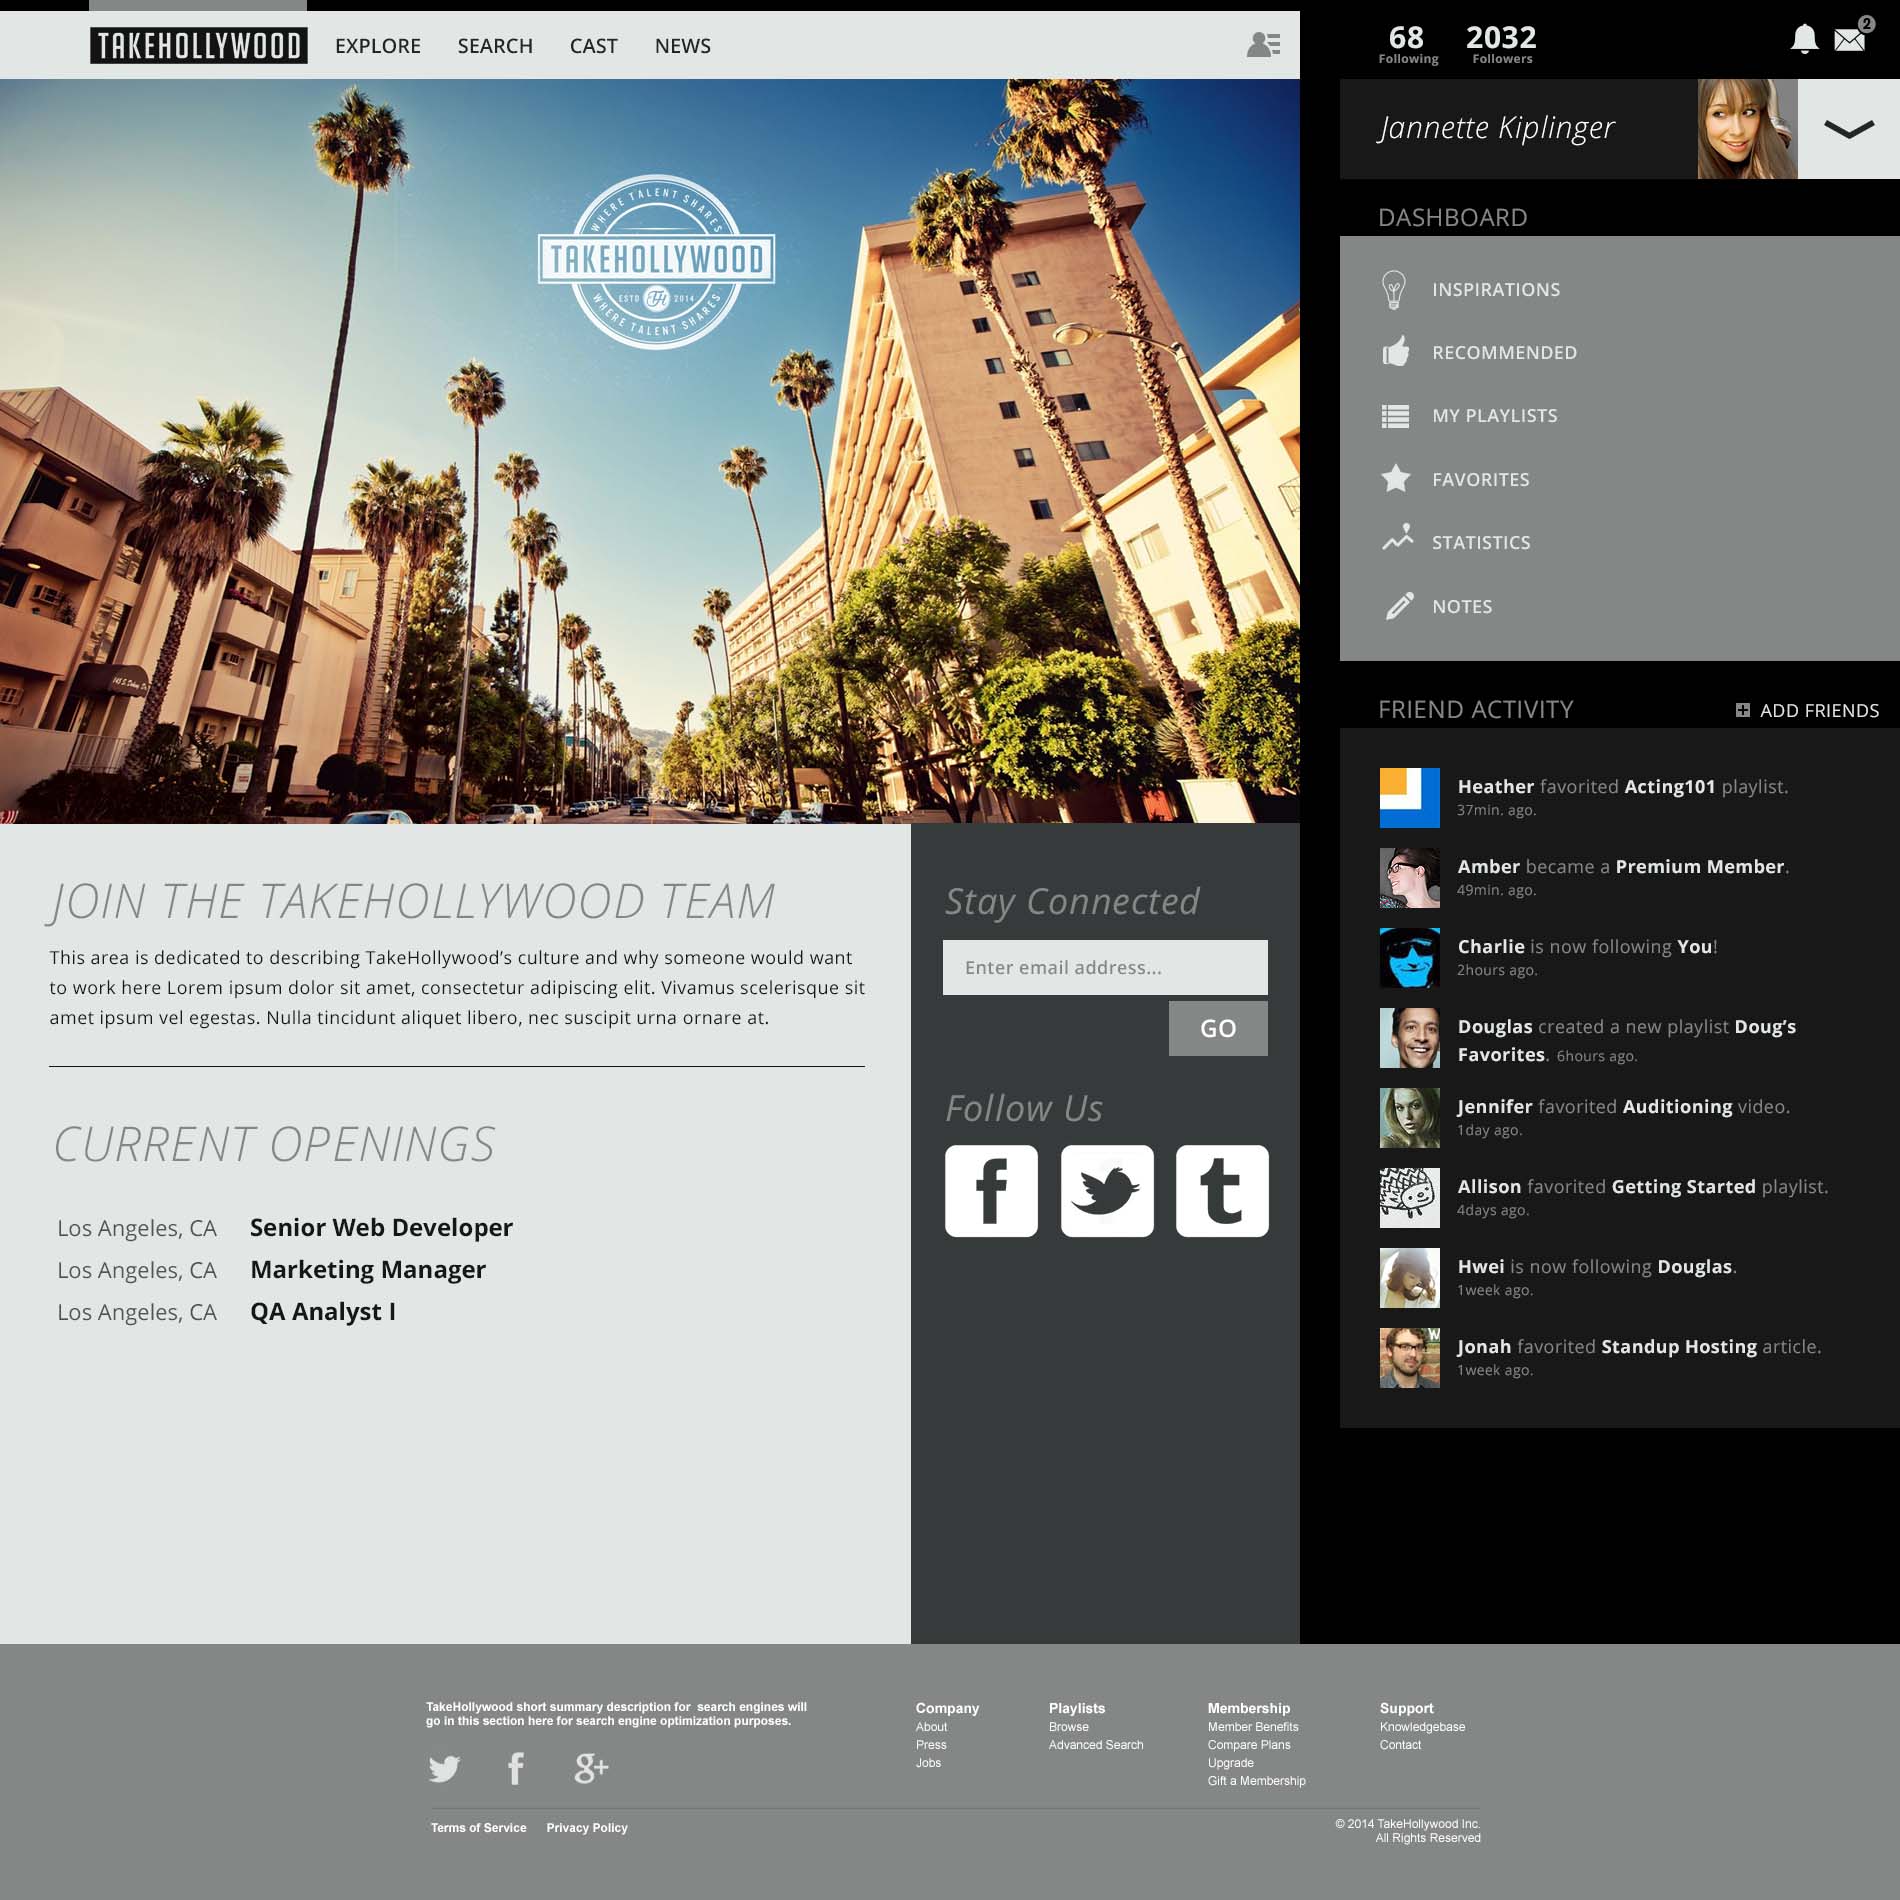 TAKEHOLLYWOOD
EXPLORE SEARCH CAST NEWS
68
Following
2032
Followers
2
Jannette Kiplinger
WHERE TALENT SHARES
TAKEHOLLYWOOD
ESTD TH 2014
WHERE TALENT SHARES
DASHBOARD
INSPIRATIONS
RECOMMENDED
MY PLAYLISTS
FAVORITES
STATISTICS
NOTES
FRIEND ACTIVITY
ADD FRIENDS
Heather favorited Acting101 playlist.
37min. ago.
Amber became a Premium Member.
49min. ago.
Charlie is now following You!
2hours ago.
Douglas created a new playlist Doug's
Favorites. 6hours ago.
Jennifer favorited Auditioning video.
1day ago.
Allison favorited Getting Started playlist.
4days ago.
Hwei is now following Douglas.
1week ago.
Jonah favorited Standup Hosting article.
1week ago.
JOIN THE TAKEHOLLYWOOD TEAM
This area is dedicated to describing TakeHollywood's culture and why someone would want
to work here Lorem ipsum dolor sit amet, consectetur adipiscing elit. Vivamus scelerisque sit
amet ipsum vel egestas. Nulla tincidunt aliquet libero, nec suscipit urna ornare at.
CURRENT OPENINGS
Los Angeles, CA Senior Web Developer
Los Angeles, CA Marketing Manager
Los Angeles, CA QA Analyst I
Stay Connected
Enter email address...
GO
Follow Us
f t
TakeHollywood short summary description for search engines will
go in this section here for search engine optimization purposes.
f g+
Company
About
Press
Jobs
Playlists
Browse
Advanced Search
Membership
Member Benefits
Compare Plans
Upgrade
Gift a Membership
Support
Knowledgebase
Contact
Terms of Service Privacy Policy
© 2014 TakeHollywood Inc.
All Rights Reserved